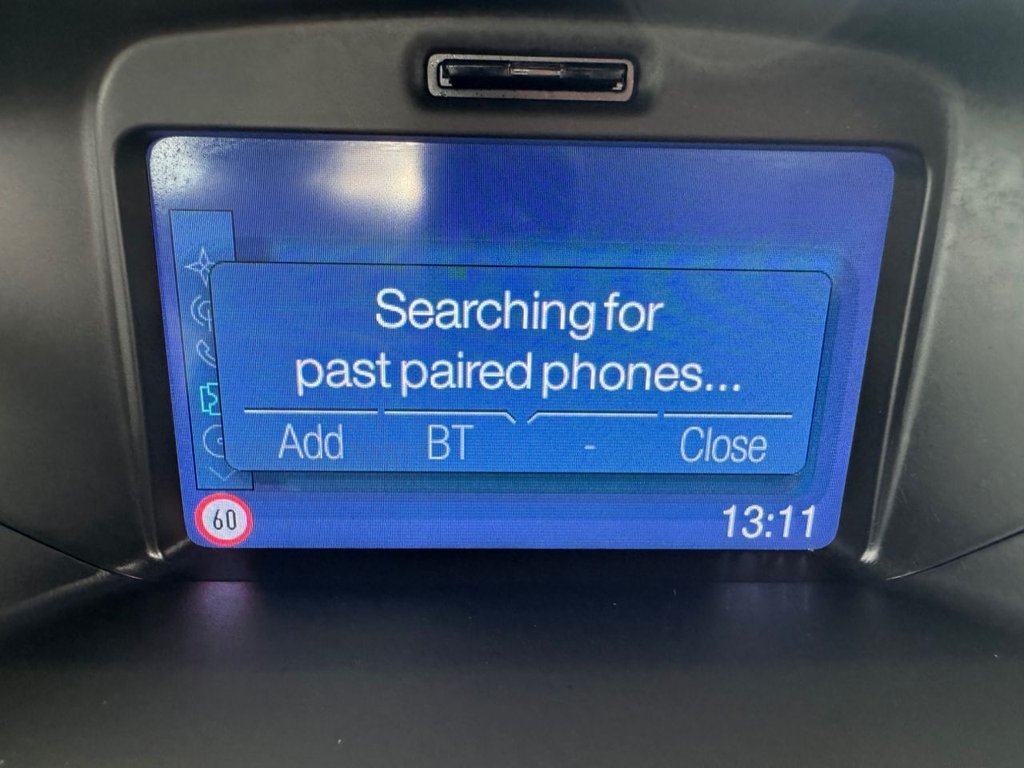 Searching for
past paired phones...
Add BT - Close
60 13:11